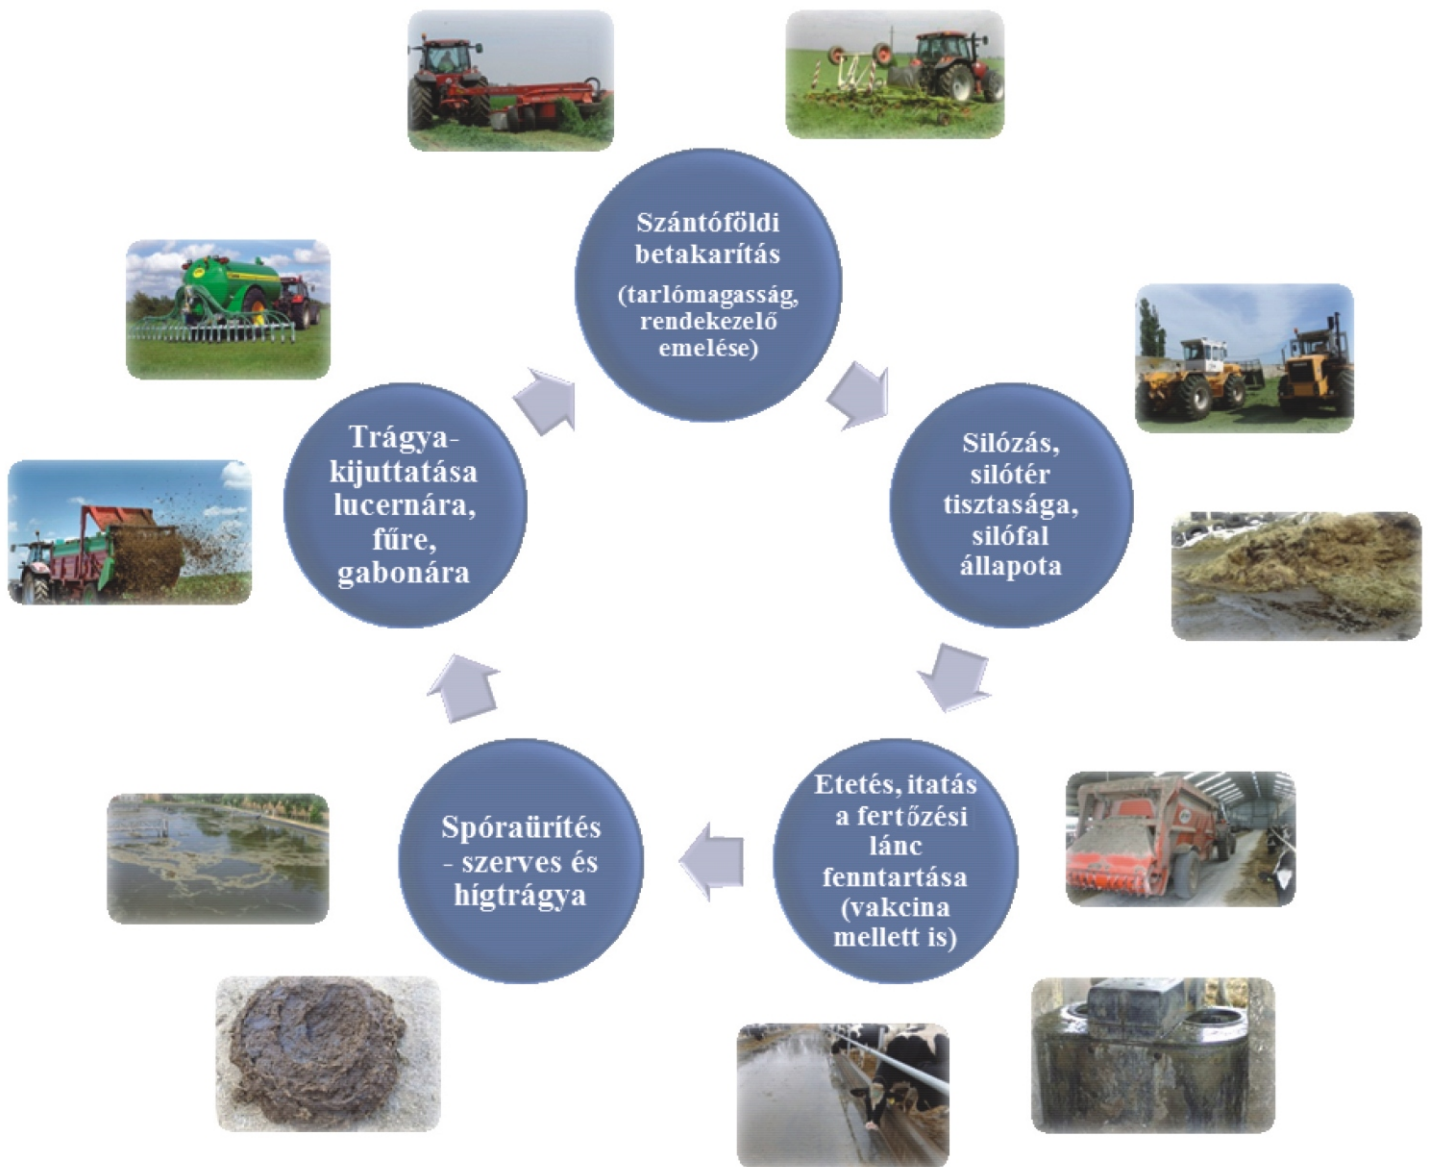 Szántóföldi
betakarítás
(tarlómagasság,
rendekezelő
emelése)
Silózás,
silótér
tisztasága,
silófal
állapota
Etetés, itatás
a fertőzési
lánc
fenntartása
(vakcina
mellett is)
Spóraürítés
- szerves és
hígtrágya
Trágya-
kijuttatása
lucernára,
fűre,
gabonára